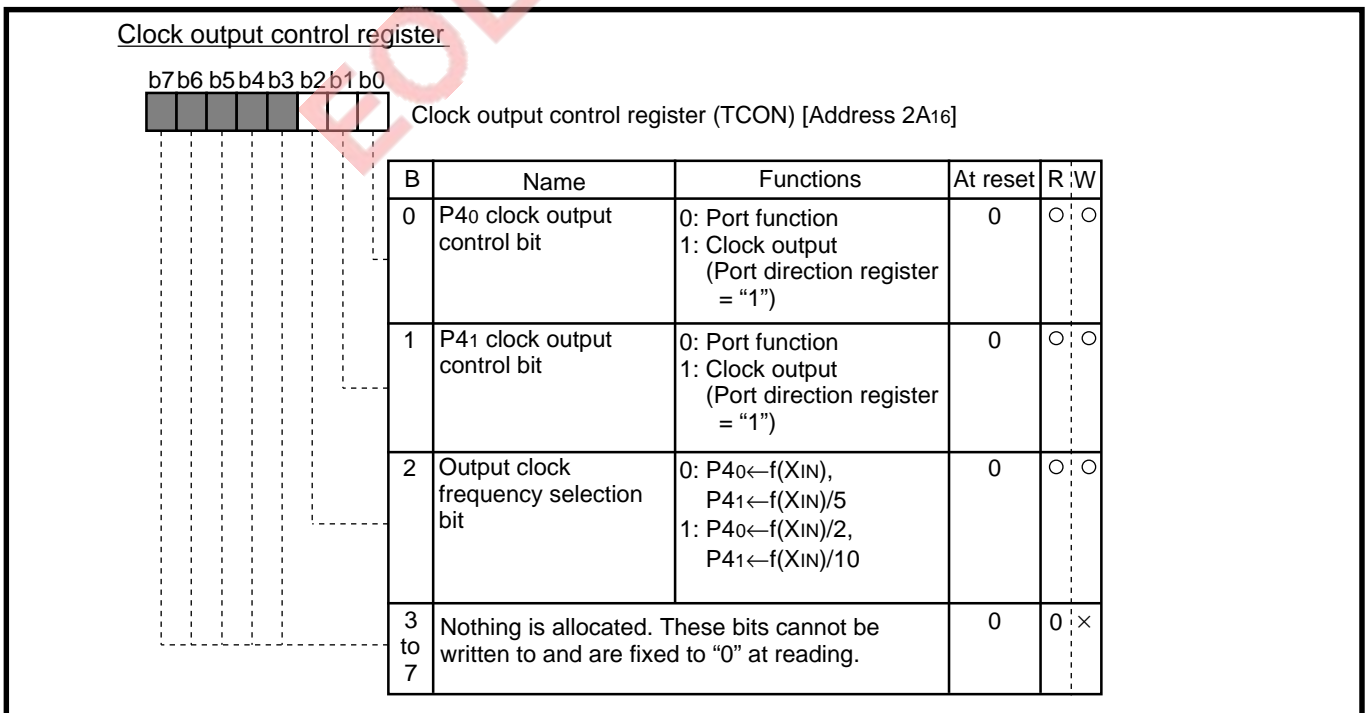 EOL
Clock output control register
b7 b6 b5 b4 b3 b2 b1 b0
Clock output control register (TCON) [Address 2A16]
B Name Functions At reset R W
0 P40 clock output control bit 0: Port function 0 ○ ○
1: Clock output
(Port direction register
= “1”)
1 P41 clock output control bit 0: Port function 0 ○ ○
1: Clock output
(Port direction register
= “1”)
2 Output clock frequency selection bit 0: P40←f(XIN), 0 ○ ○
P41←f(XIN)/5
1: P40←f(XIN)/2,
P41←f(XIN)/10
3 to 7 Nothing is allocated. These bits cannot be 0 0 ×
written to and are fixed to “0” at reading.